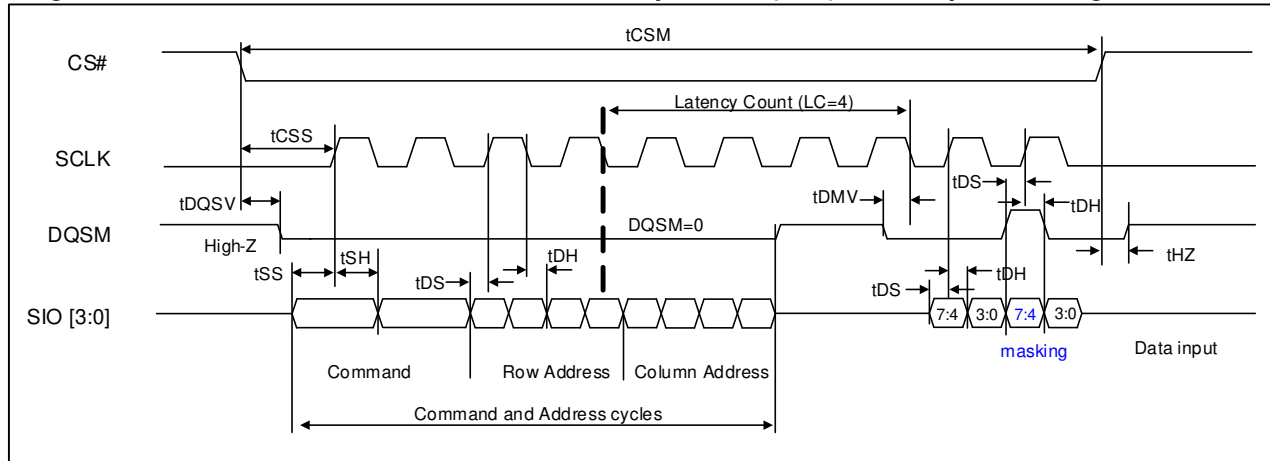 tCSM
CS#
Latency Count (LC=4)
tCSS
SCLK
tDS
tDQSV
tDMV
tDH
DQSM
DQSM=0
High-Z
tHZ
tSS
tSH
tDH
tDH
tDS
tDS
SIO [3:0]
7:4 3:0 7:4 3:0
masking
Data input
Command
Row Address
Column Address
Command and Address cycles